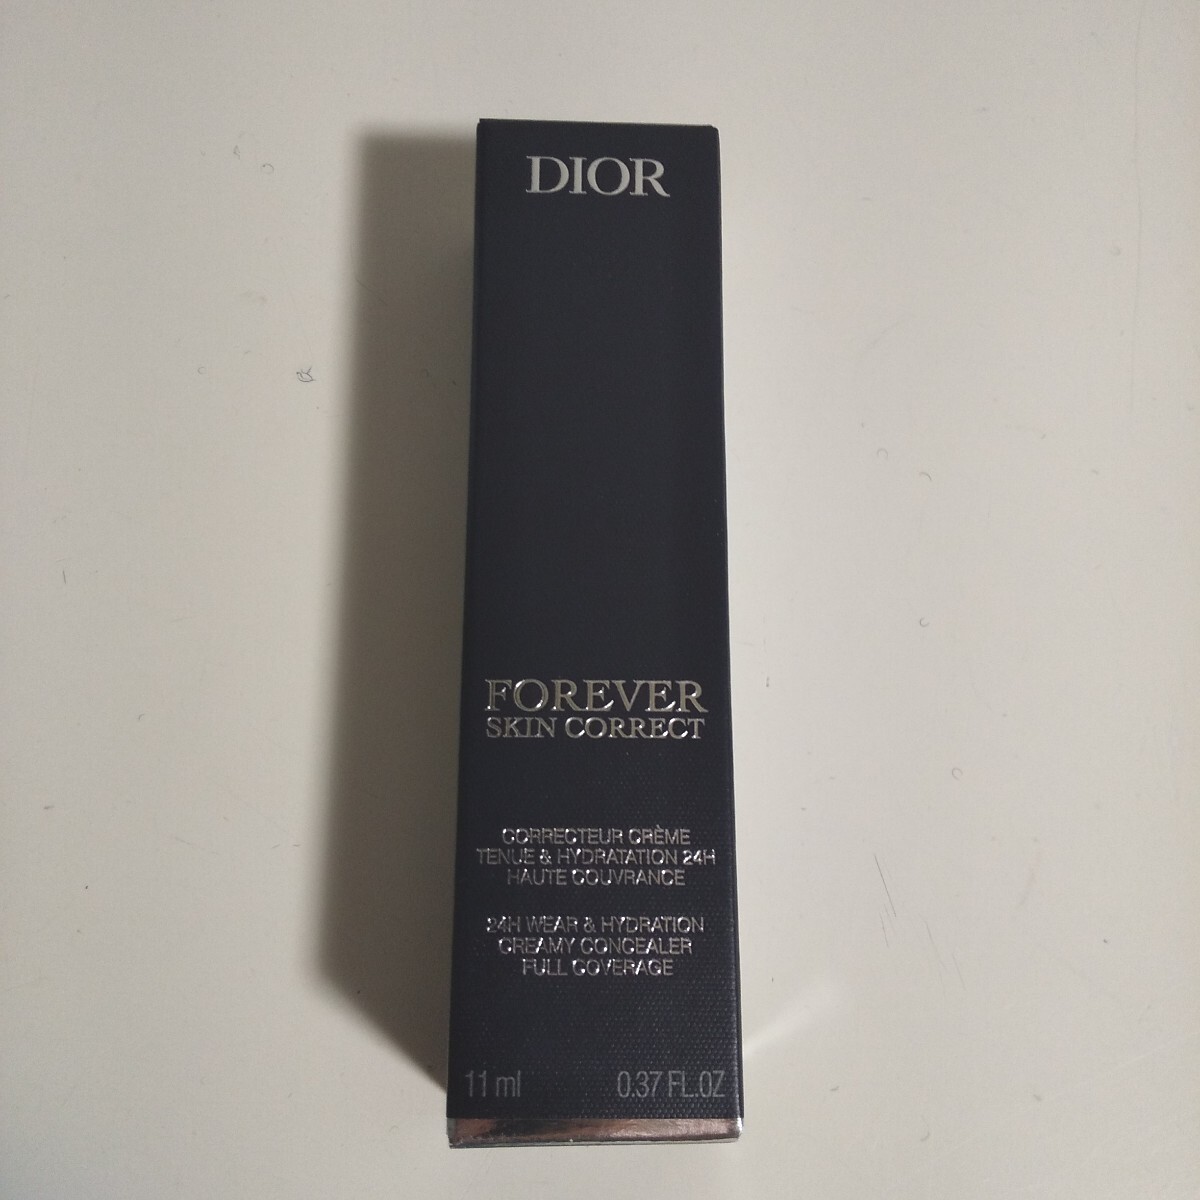 DIOR
FOREVER
SKIN CORRECT
CORRECTEUR CRÈME
TENUE & HYDRATATION 24H
HAUTE COUVRANCE
24H WEAR & HYDRATION
CREAMY CONCEALER
FULL COVERAGE
11 ml 0.37 FL.OZ